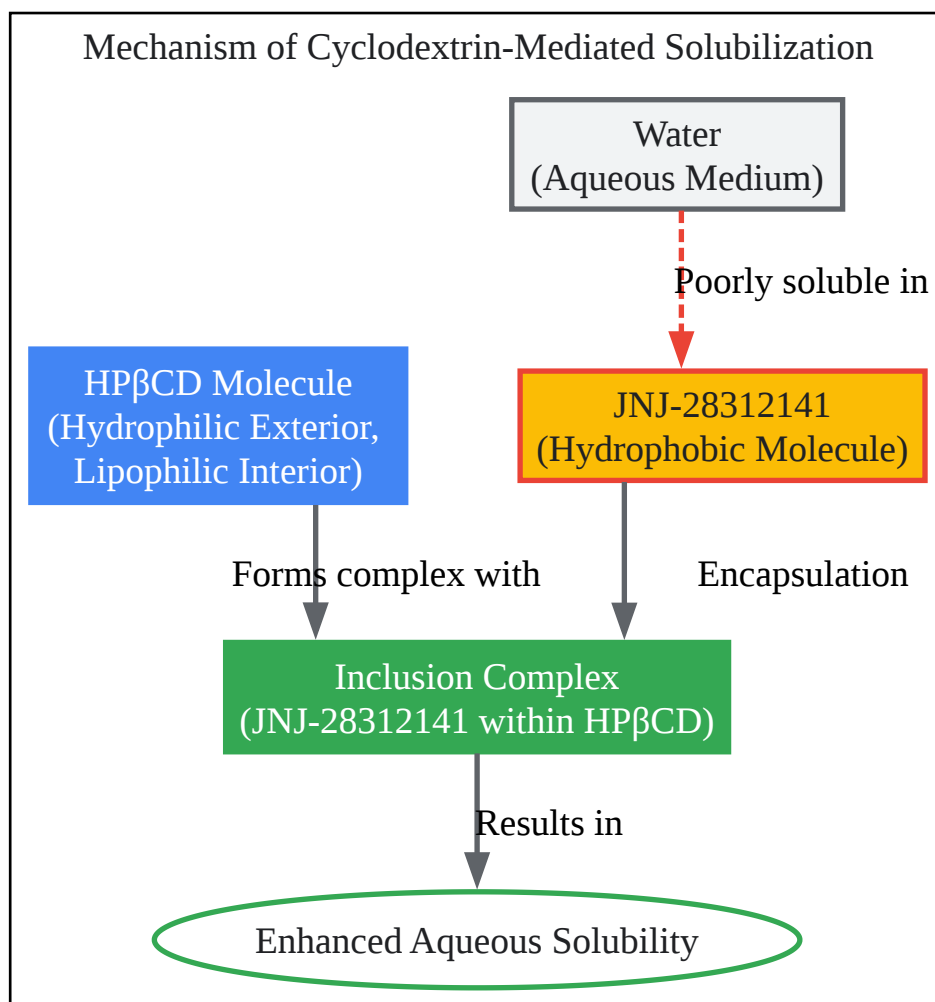 Mechanism of Cyclodextrin-Mediated Solubilization
Water
(Aqueous Medium)
Poorly soluble in
HPβCD Molecule
(Hydrophilic Exterior,
Lipophilic Interior)
JNJ-28312141
(Hydrophobic Molecule)
Forms complex with
Encapsulation
Inclusion Complex
(JNJ-28312141 within HPβCD)
Results in
Enhanced Aqueous Solubility